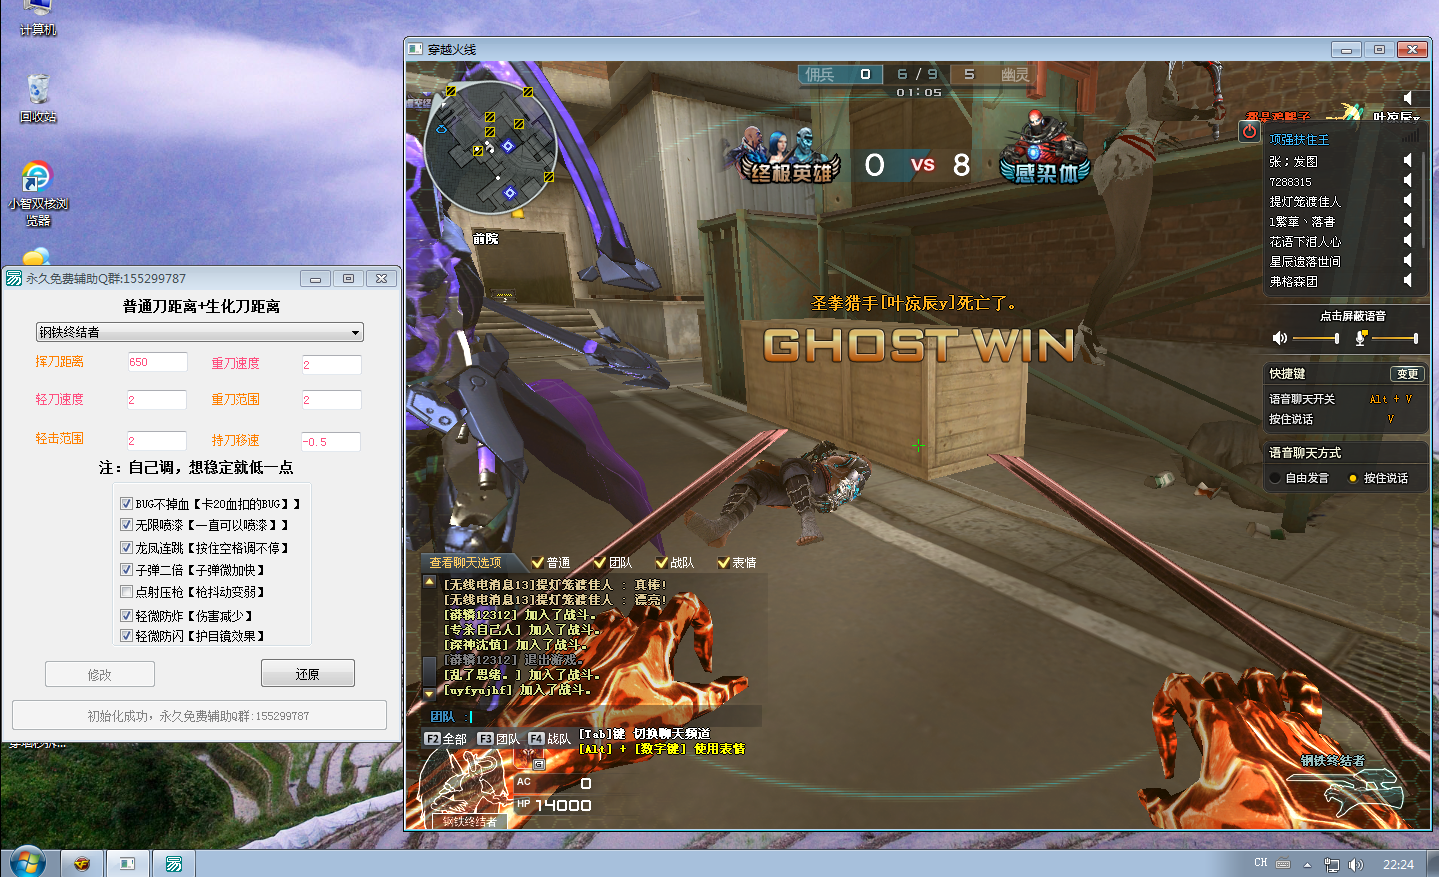 计算机
回收站
小智双核浏
览器
永久免费辅助Q群:155299787
普通刀距离+生化刀距离
钢铁终结者
挥刀距离
650
重刀速度
2
轻刀速度
2
重刀范围
2
轻击范围
2
持刀移速
-0.5
注：自己调，想稳定就低一点
BUG不掉血【卡20血扣的BUG】】
无限喷漆【一直可以喷漆】】
龙凤连跳【按住空格调不停】
子弹二倍【子弹微加快】
点射压枪【枪抖动变弱】
轻微防炸【伤害减少】
轻微防闪【护目镜效果】
修改
还原
初始化成功，永久免费辅助Q群:155299787
穿越火线
佣兵 0 6 / 9 5 幽灵
01:05
终极英雄 0 VS 8 感染体
前院
圣拳猎手[叶凉辰y]死亡了。
GHOST WIN
叶凉辰y
项强扶住王
张；发图
7288315
提灯笼渡佳人
1繁華丶落書
花语下泪人心
星辰遗落世间
弗格森团
点击屏蔽语音
快捷键
变更
语音聊天开关 Alt + V
按住说话 V
语音聊天方式
自由发言 按住说话
查看聊天选项 普通 团队 战队 表情
[无线电消息13]提灯笼渡佳人 : 真棒!
[无线电消息13]提灯笼渡佳人 : 漂亮!
12312] 加入了战斗。
[专杀自己人] 加入了战斗。
[深神沈慎] 加入了战斗。
12312] 退出游戏。
[乱了思绪。] 加入了战斗。
[uyfyujhf] 加入了战斗。
团队 :
F2 全部 F3 团队 F4 战队
[Tab]键 切换聊天频道
[Alt] + [数字键] 使用表情
G
AC 0
HP 14000
钢铁终结者
钢铁终结者
CH
22:24